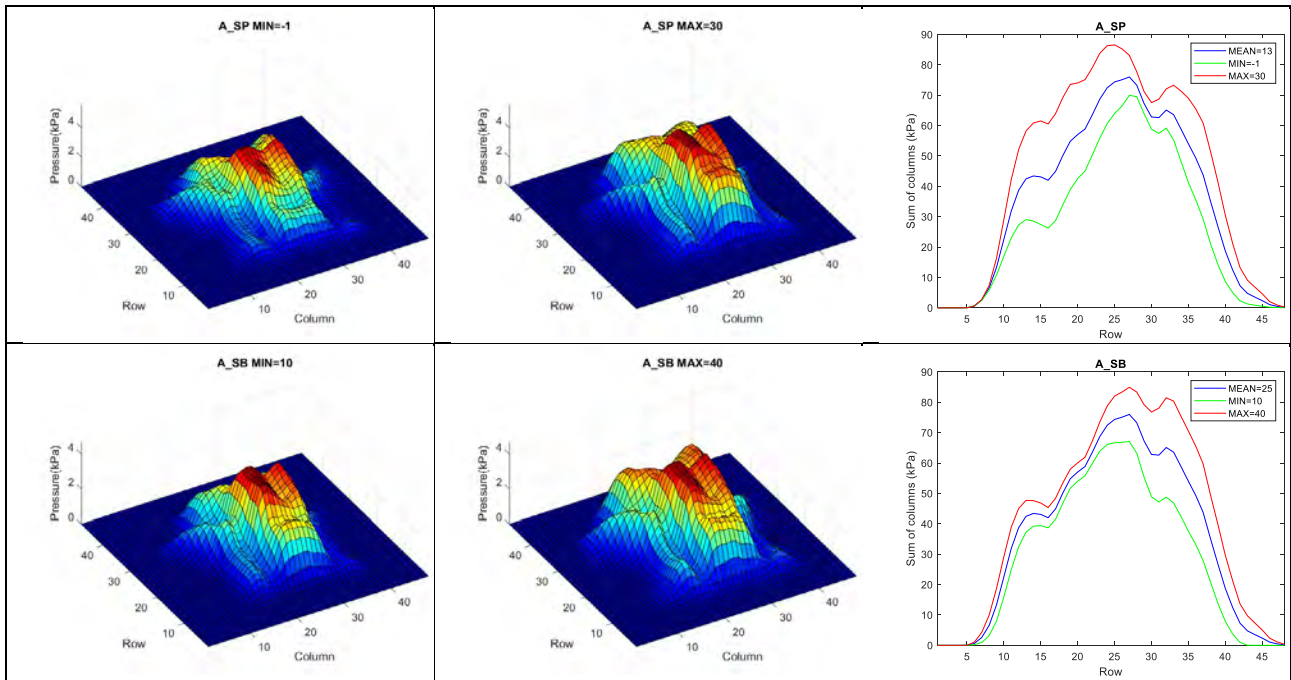 A_SP MIN=-1
Pressure(kPa)
4
2
0
40
30
20
10
Row
10
20
30
40
Column
A_SP MAX=30
Pressure(kPa)
4
2
0
40
30
20
10
Row
10
20
30
40
Column
A_SP
Sum of columns (kPa)
90
80
70
60
50
40
30
20
10
0
MEAN=13
MIN=-1
MAX=30
5 10 15 20 25 30 35 40 45
Row
A_SB MIN=10
Pressure(kPa)
4
2
0
40
30
20
10
Row
10
20
30
40
Column
A_SB MAX=40
Pressure(kPa)
4
2
0
40
30
20
10
Row
10
20
30
40
Column
A_SB
Sum of columns (kPa)
90
80
70
60
50
40
30
20
10
0
MEAN=25
MIN=10
MAX=40
5 10 15 20 25 30 35 40 45
Row